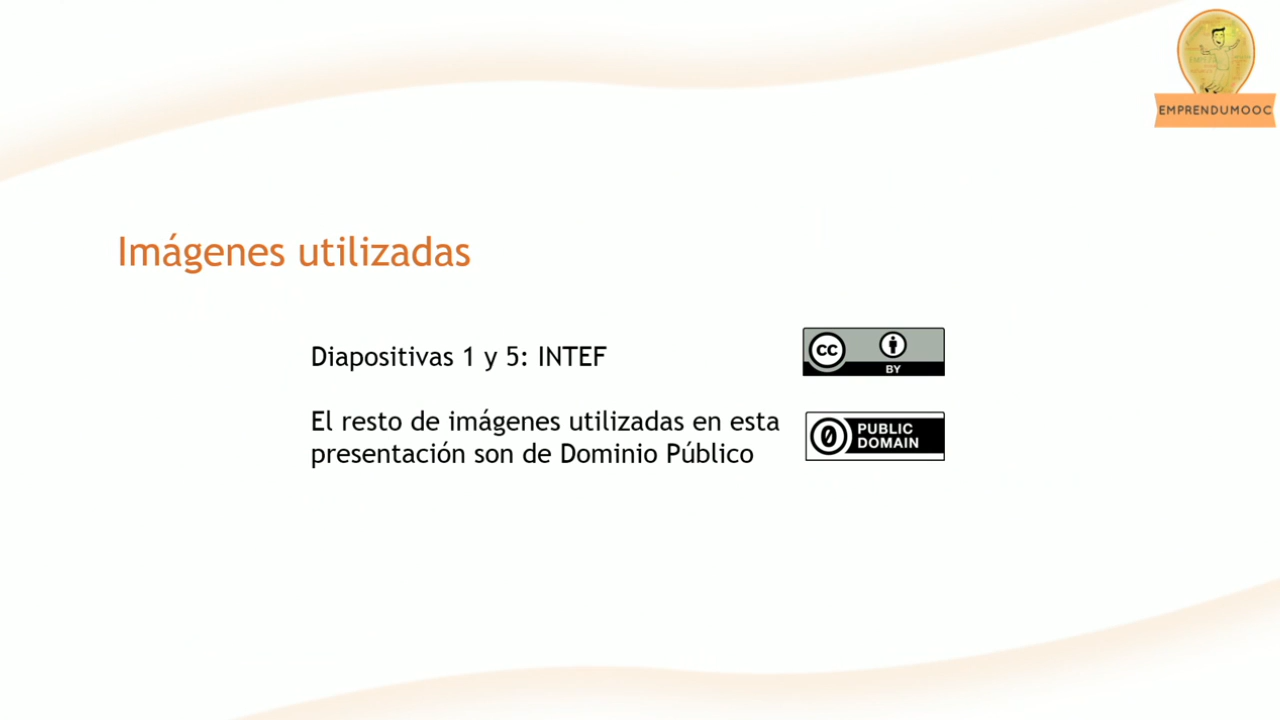 EMPRENDUMOOC
Imágenes utilizadas
Diapositivas 1 y 5: INTEF
CC BY
El resto de imágenes utilizadas en esta
presentación son de Dominio Público
PUBLIC
DOMAIN